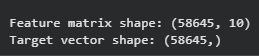 Feature matrix shape: (58645, 10)
Target vector shape: (58645,)